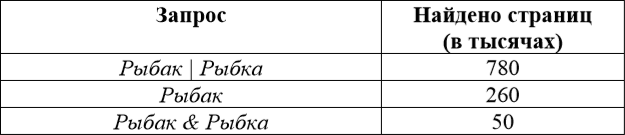 Запрос Найдено страниц
(в тысячах)
Рыбак | Рыбка 780
Рыбак 260
Рыбак & Рыбка 50